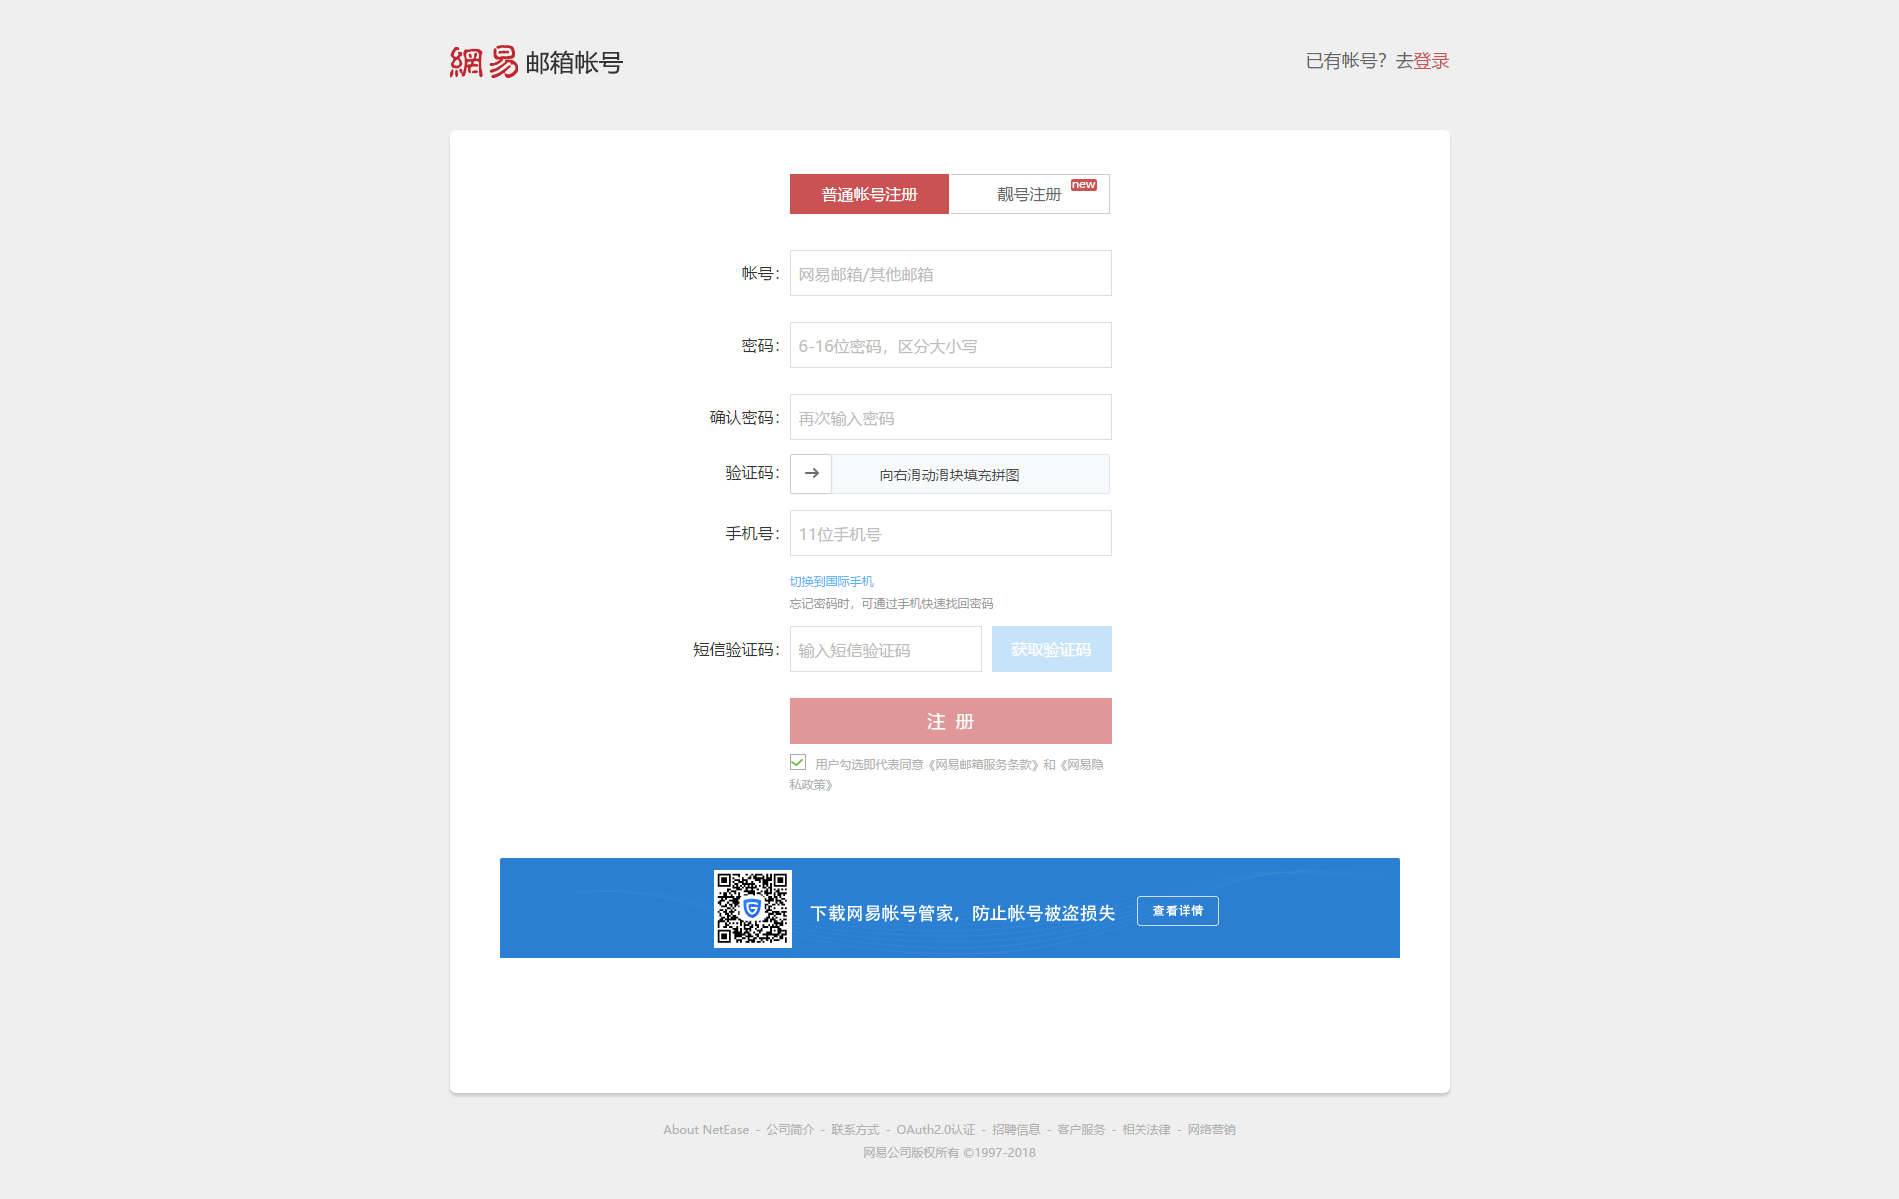 網易 邮箱帐号
已有帐号？去登录
普通帐号注册
靓号注册 new
帐号：
网易邮箱/其他邮箱
密码：
6-16位密码，区分大小写
确认密码：
再次输入密码
验证码：
向右滑动滑块填充拼图
手机号：
11位手机号
切换到国际手机
忘记密码时，可通过手机快速找回密码
短信验证码：
输入短信验证码
获取验证码
注 册
用户勾选即代表同意《网易邮箱服务条款》和《网易隐
私政策》
下载网易帐号管家，防止帐号被盗损失
查看详情
About NetEase - 公司简介 - 联系方式 - OAuth2.0认证 - 招聘信息 - 客户服务 - 相关法律 - 网络营销
网易公司版权所有 ©1997-2018